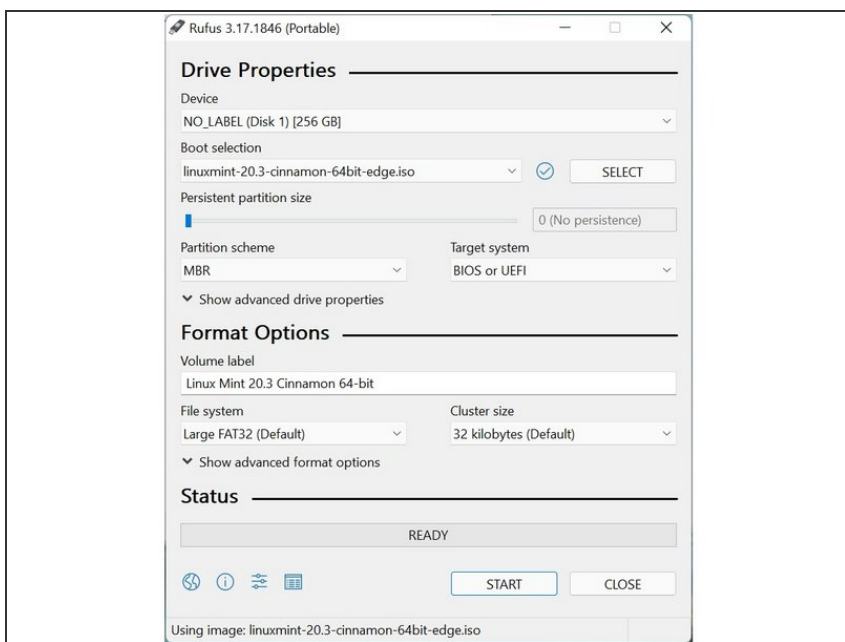 Rufus 3.17.1846 (Portable)
Drive Properties
Device
NO_LABEL (Disk 1) [256 GB]
Boot selection
linuxmint-20.3-cinnamon-64bit-edge.iso
SELECT
Persistent partition size
0 (No persistence)
Partition scheme
Target system
MBR
BIOS or UEFI
Show advanced drive properties
Format Options
Volume label
Linux Mint 20.3 Cinnamon 64-bit
File system
Cluster size
Large FAT32 (Default)
32 kilobytes (Default)
Show advanced format options
Status
READY
START
CLOSE
Using image: linuxmint-20.3-cinnamon-64bit-edge.iso